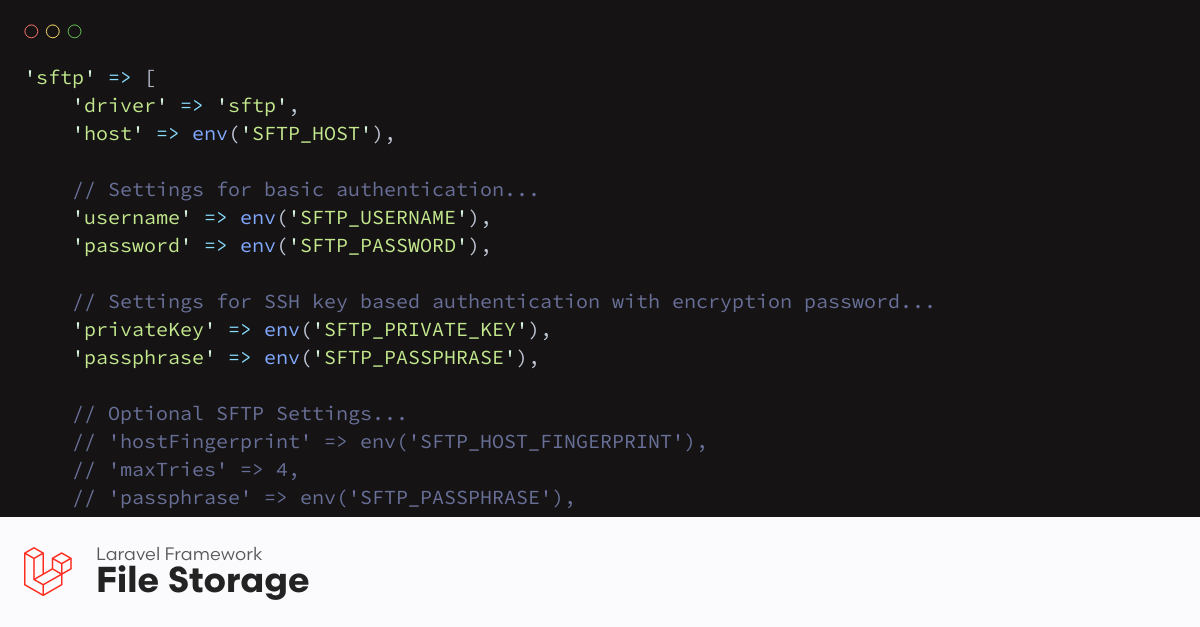 'sftp' => [
    'driver' => 'sftp',
    'host' => env('SFTP_HOST'),
    // Settings for basic authentication...
    'username' => env('SFTP_USERNAME'),
    'password' => env('SFTP_PASSWORD'),
    // Settings for SSH key based authentication with encryption password...
    'privateKey' => env('SFTP_PRIVATE_KEY'),
    'passphrase' => env('SFTP_PASSPHRASE'),
    // Optional SFTP Settings...
    // 'hostFingerprint' => env('SFTP_HOST_FINGERPRINT'),
    // 'maxTries' => 4,
    // 'passphrase' => env('SFTP_PASSPHRASE'),
Laravel Framework
File Storage